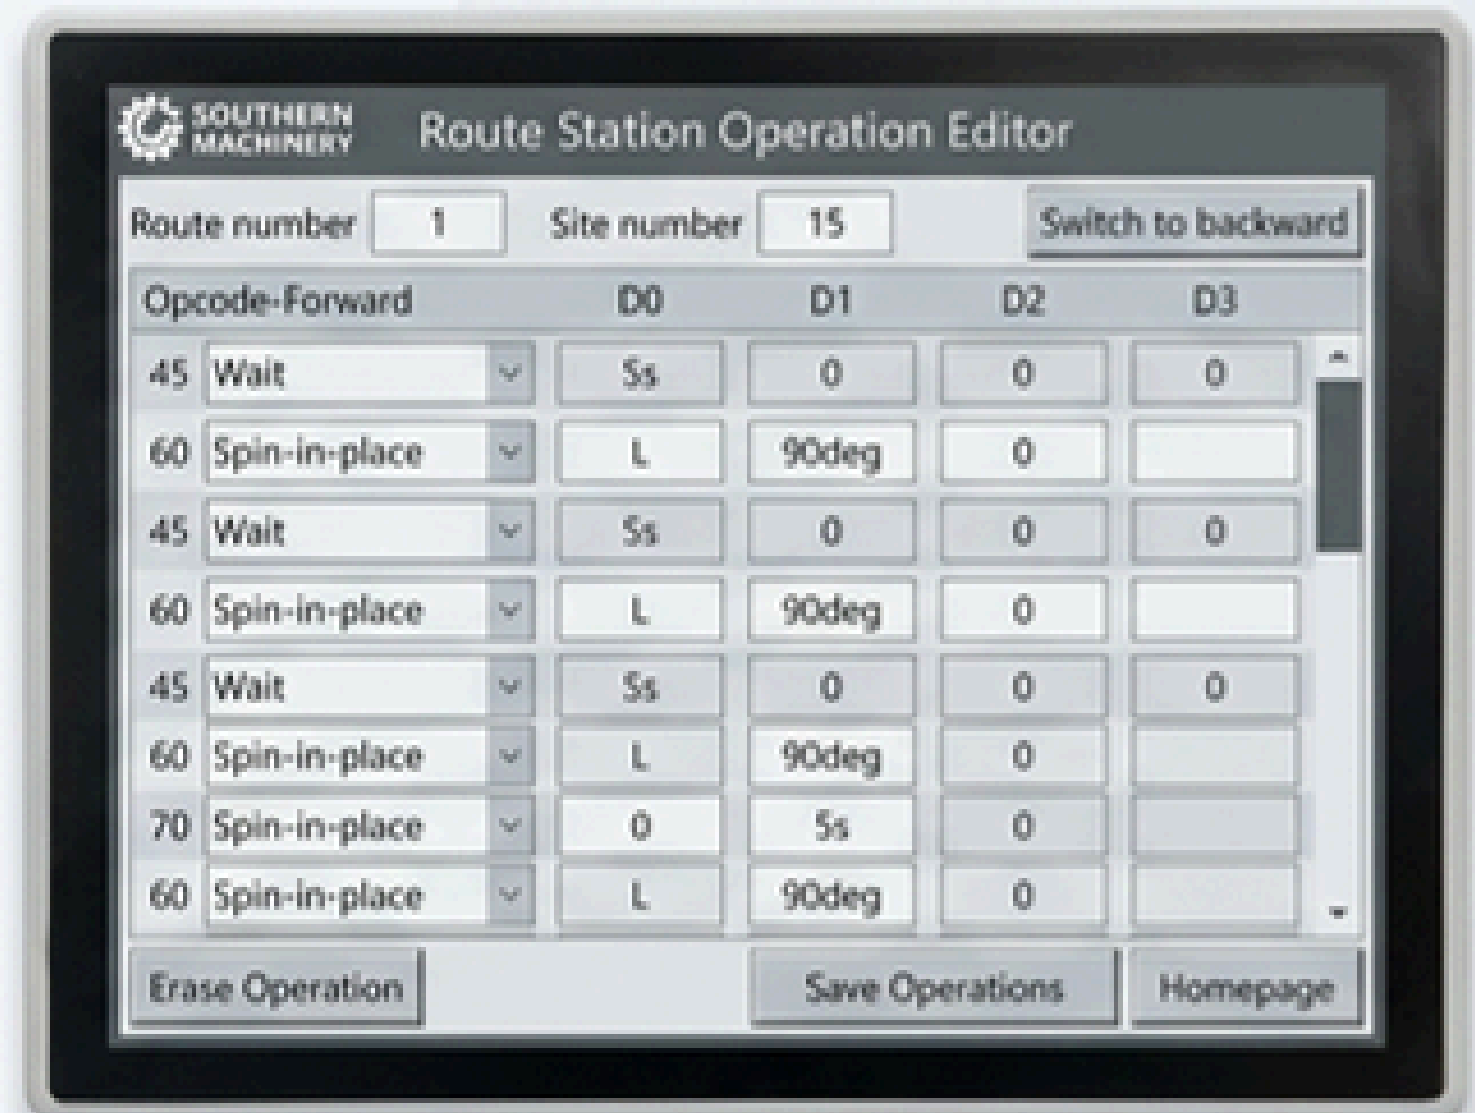 SOUTHERN
MACHINERY
Route Station Operation Editor
Route number 1 Site number 15 Switch to backward
Opcode-Forward D0 D1 D2 D3
45 Wait 5s 0 0 0
60 Spin-in-place L 90deg 0
45 Wait 5s 0 0 0
60 Spin-in-place L 90deg 0
45 Wait 5s 0 0 0
60 Spin-in-place L 90deg 0
70 Spin-in-place 0 5s 0
60 Spin-in-place L 90deg 0
Erase Operation Save Operations Homepage